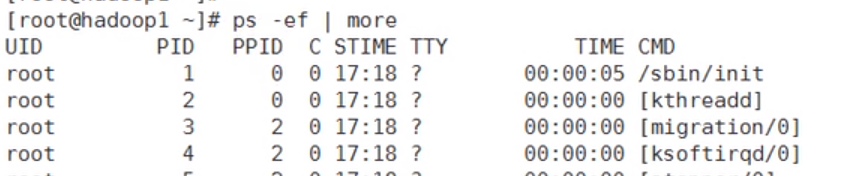 [root@hadoop1 ~]# ps -ef | more
UID        PID  PPID  C STIME TTY          TIME CMD
root         1     0  0 17:18 ?        00:00:05 /sbin/init
root         2     0  0 17:18 ?        00:00:00 [kthreadd]
root         3     2  0 17:18 ?        00:00:00 [migration/0]
root         4     2  0 17:18 ?        00:00:00 [ksoftirqd/0]